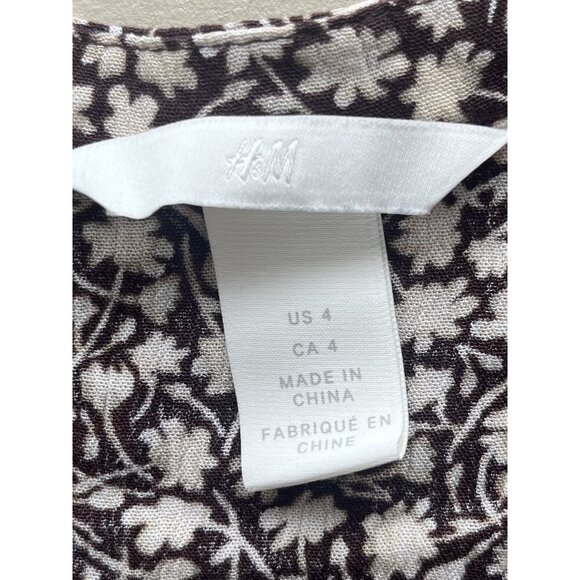 H&M
US 4
CA 4
MADE IN
CHINA
FABRIQUÉ EN
CHINE